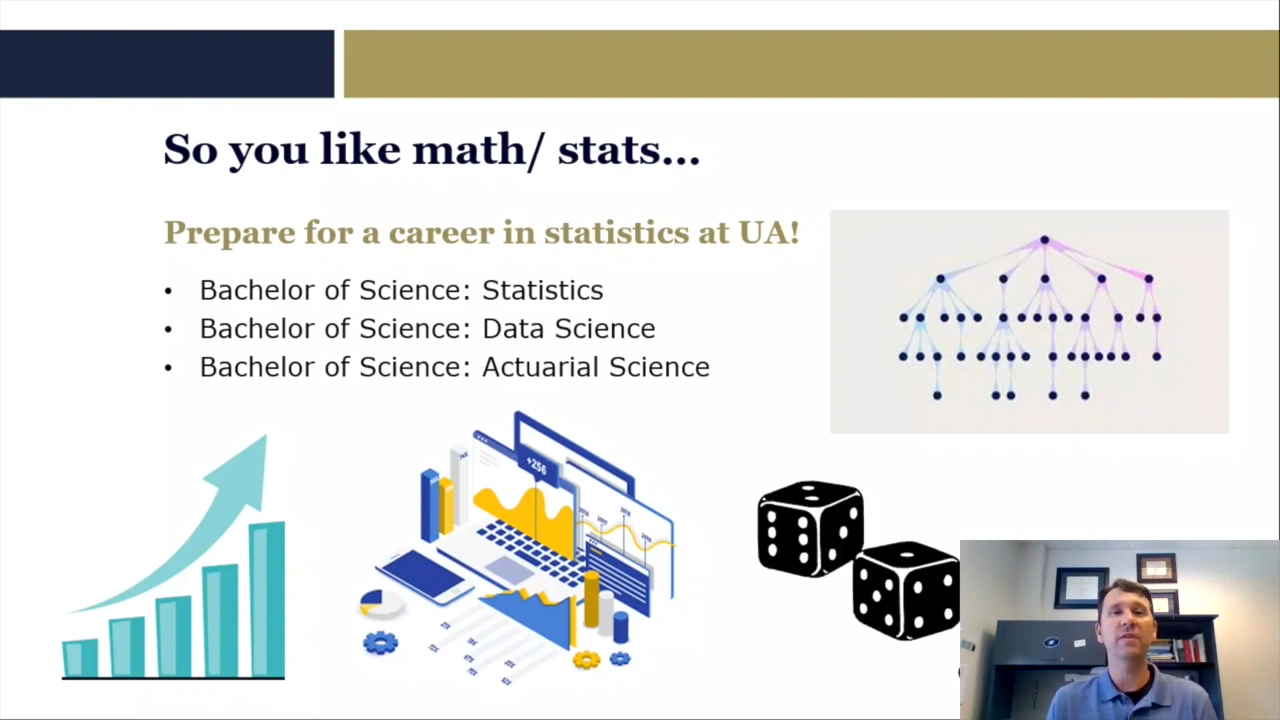 So you like math/ stats...
Prepare for a career in statistics at UA!
• Bachelor of Science: Statistics
• Bachelor of Science: Data Science
• Bachelor of Science: Actuarial Science
+256